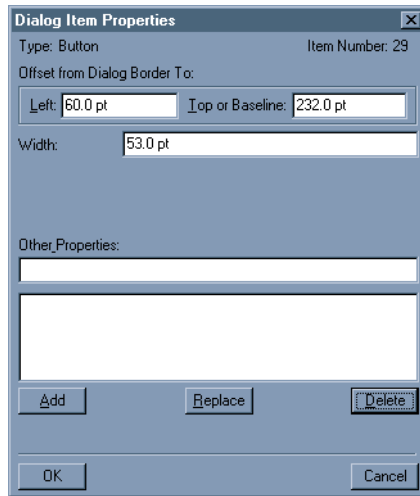 Dialog Item Properties
Type: Button Item Number: 29
Offset from Dialog Border To:
Left: 60.0 pt Top or Baseline: 232.0 pt
Width: 53.0 pt
Other Properties:
Add Replace Delete
OK Cancel